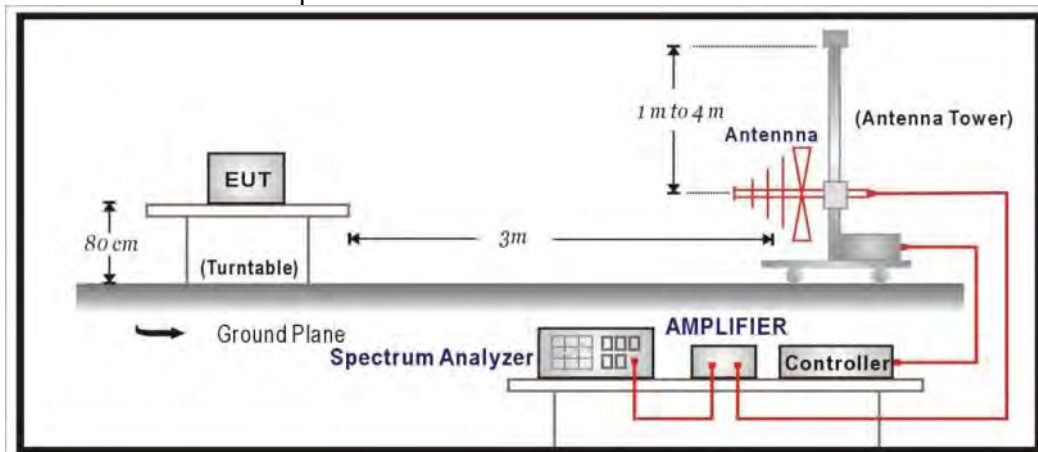 1 m to 4 m
(Antenna Tower)
Antennna
EUT
80 cm
3m
(Turntable)
Ground Plane
AMPLIFIER
Spectrum Analyzer
Controller